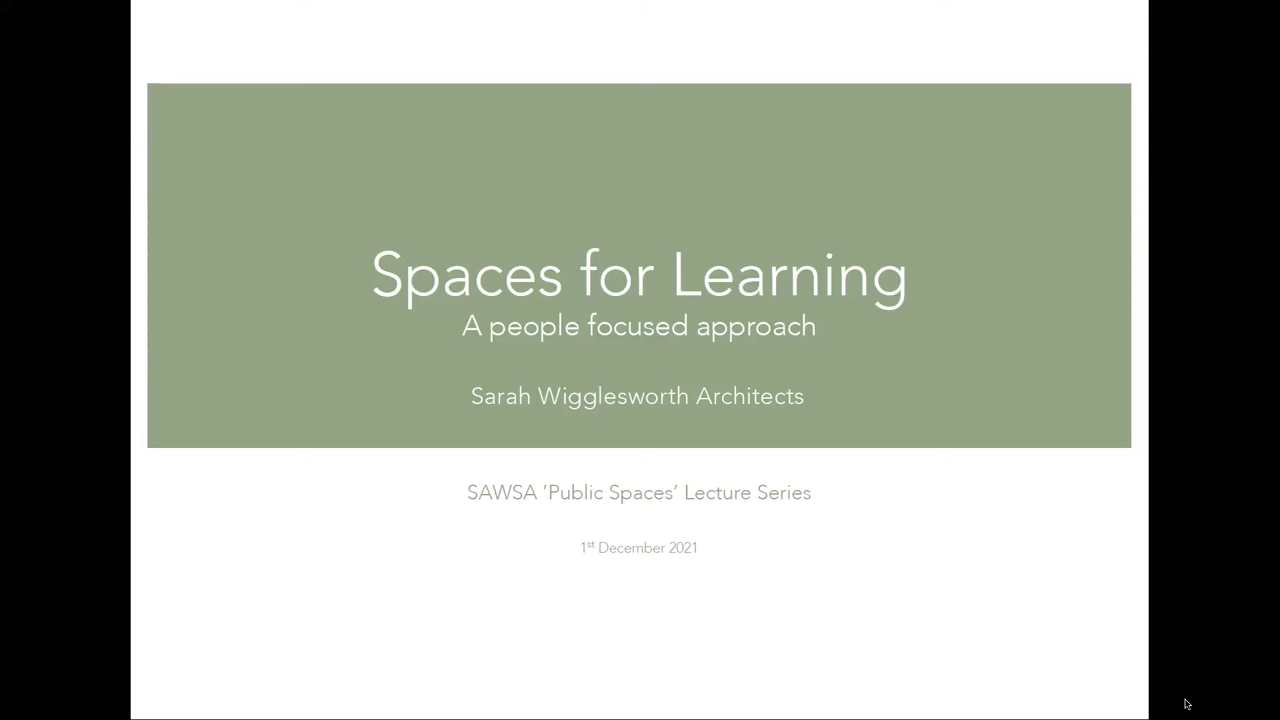 Spaces for Learning
A people focused approach
Sarah Wigglesworth Architects
SAWSA ‘Public Spaces’ Lecture Series
1st December 2021